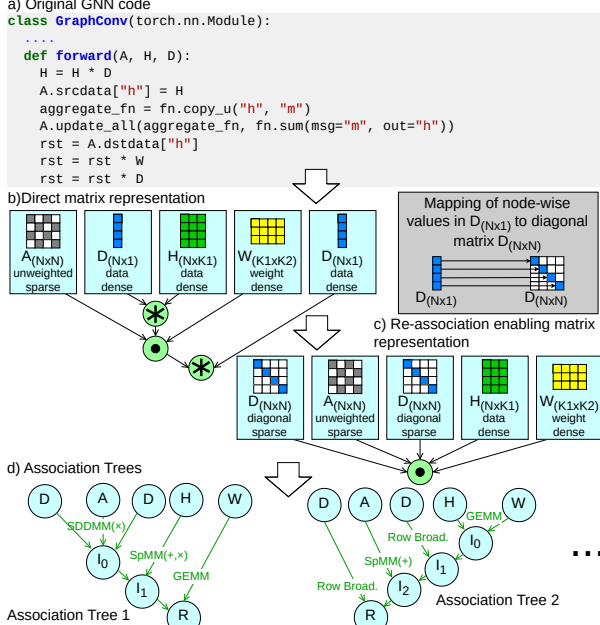 a) Original GNN code
class GraphConv(torch.nn.Module):
....
def forward(A, H, D):
H = H * D
A.srcdata["h"] = H
aggregate_fn = fn.copy_u("h", "m")
A.update_all(aggregate_fn, fn.sum(msg="m", out="h"))
rst = A.dstdata["h"]
rst = rst * W
rst = rst * D
b)Direct matrix representation
A(NxN)
unweighted
sparse
D(Nx1)
data
dense
H(NxK1)
data
dense
W(K1xK2)
weight
dense
D(Nx1)
data
dense
Mapping of node-wise
values in D(Nx1) to diagonal
matrix D(NxN)
D(Nx1)
D(NxN)
c) Re-association enabling matrix
representation
D(NxN)
diagonal
sparse
A(NxN)
unweighted
sparse
D(NxN)
diagonal
sparse
H(NxK1)
data
dense
W(K1xK2)
weight
dense
d) Association Trees
D
A
D
H
W
SDDMM(×)
I0
SpMM(+,×)
I1
GEMM
R
Association Tree 1
D
A
D
H
W
GEMM
I0
Row Broad.
I1
SpMM(+)
I2
Row Broad.
R
Association Tree 2
...